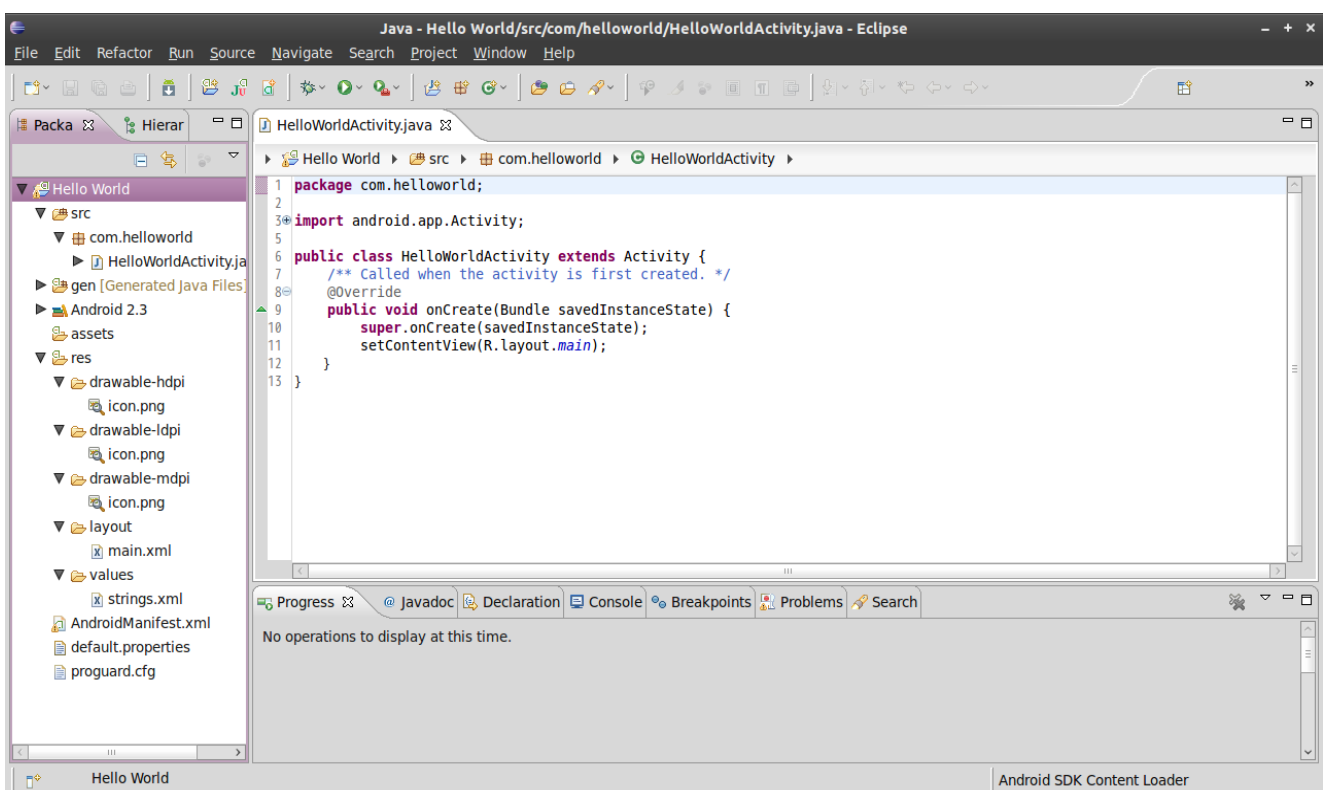 Java - Hello World/src/com/helloworld/HelloWorldActivity.java - Eclipse
File Edit Refactor Run Source Navigate Search Project Window Help
Packa Hierar
HelloWorldActivity.java
Hello World src com.helloworld HelloWorldActivity
Hello World
src
com.helloworld
HelloWorldActivity.ja
gen [Generated Java Files]
Android 2.3
assets
res
drawable-hdpi
icon.png
drawable-ldpi
icon.png
drawable-mdpi
icon.png
layout
main.xml
values
strings.xml
AndroidManifest.xml
default.properties
proguard.cfg
1 package com.helloworld;
2
3 import android.app.Activity;
5
6 public class HelloWorldActivity extends Activity {
7 /** Called when the activity is first created. */
8 @Override
9 public void onCreate(Bundle savedInstanceState) {
10 super.onCreate(savedInstanceState);
11 setContentView(R.layout.main);
12 }
13 }
Progress @ Javadoc Declaration Console Breakpoints Problems Search
No operations to display at this time.
Hello World
Android SDK Content Loader